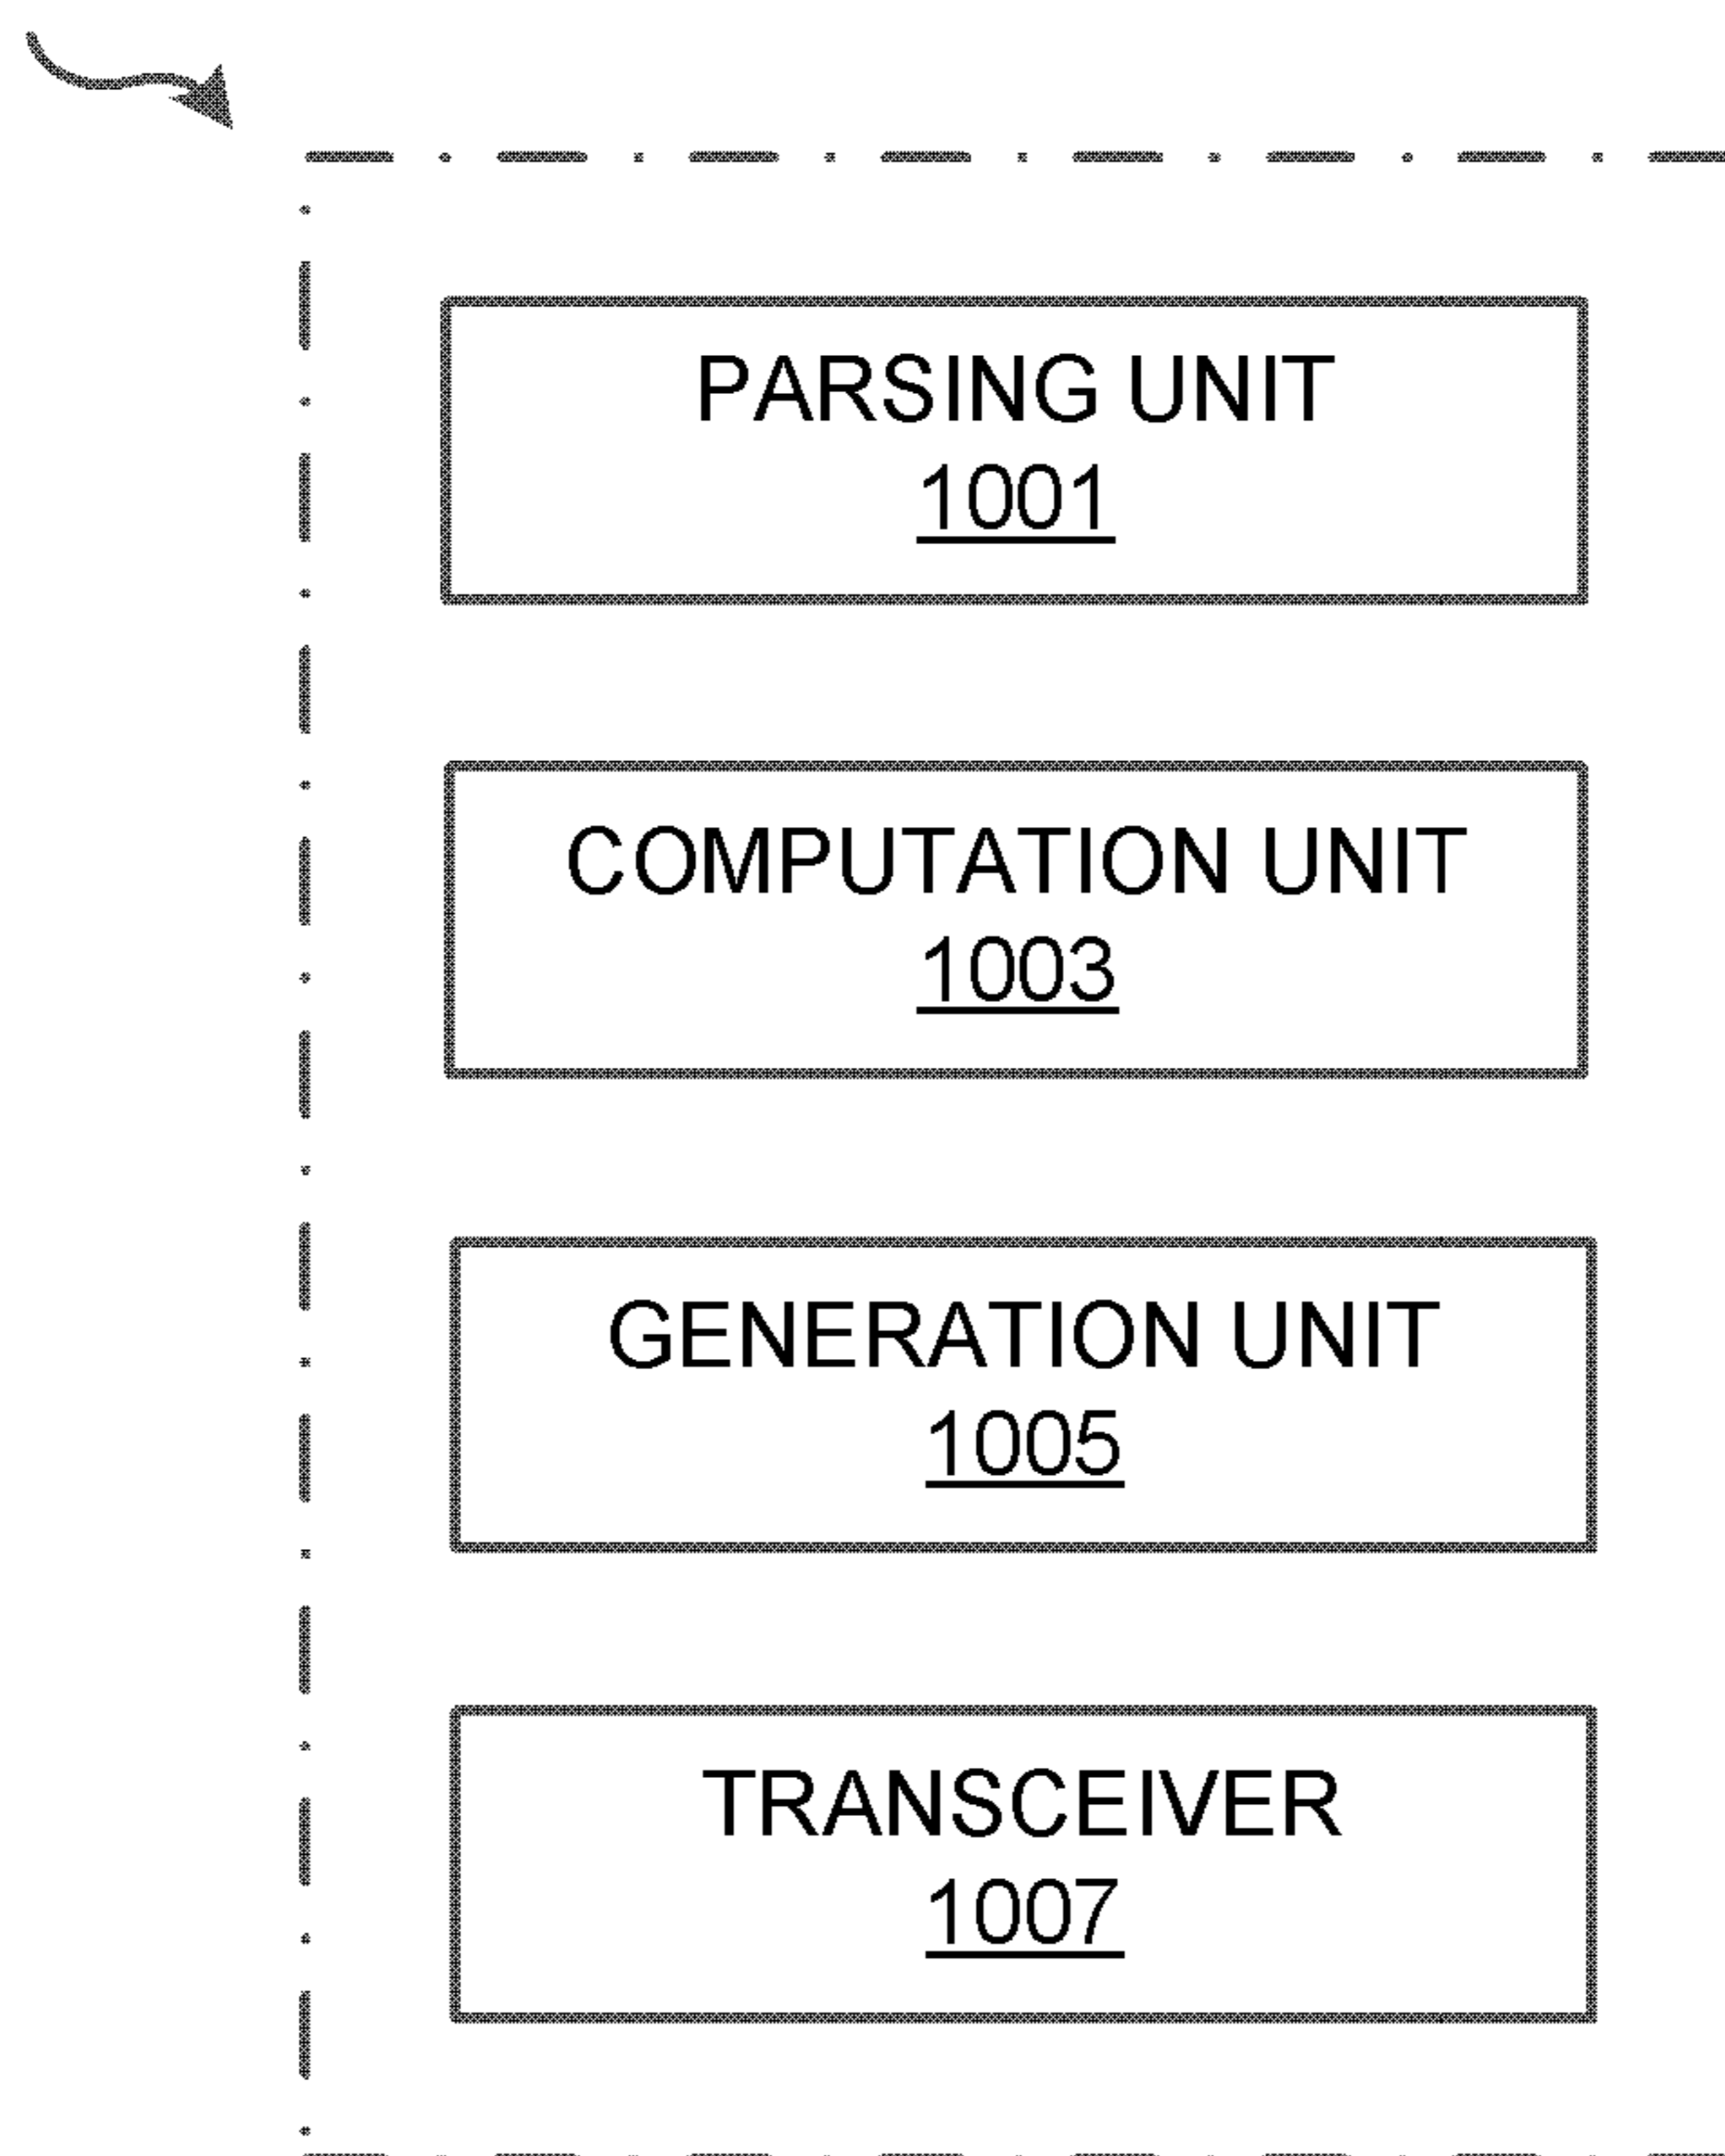 PARSING UNIT
1001
COMPUTATION UNIT
1003
GENERATION UNIT
1005
TRANSCEIVER
1007